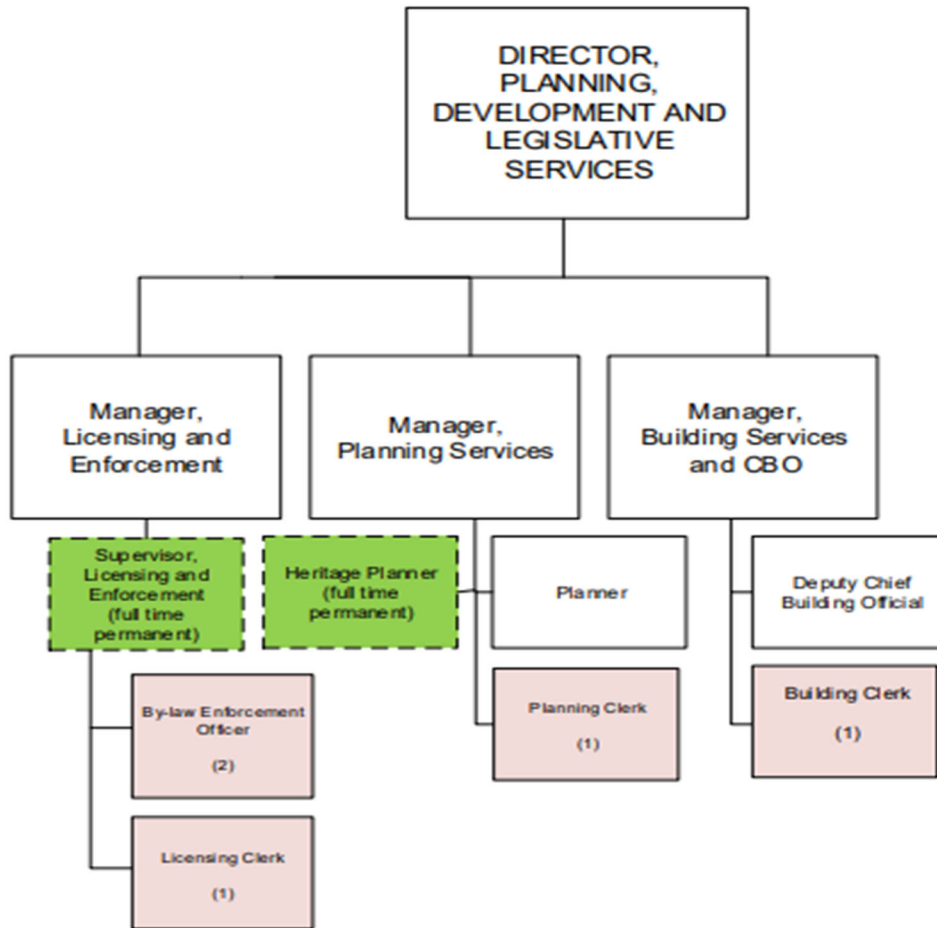 DIRECTOR,
PLANNING,
DEVELOPMENT AND
LEGISLATIVE
SERVICES
Manager,
Licensing and
Enforcement
Manager,
Planning Services
Manager,
Building Services
and CBO
Supervisor,
Licensing and
Enforcement
(full time
permanent)
Heritage Planner
(full time
permanent)
Planner
Deputy Chief
Building Official
By-law Enforcement
Officer
(2)
Planning Clerk
(1)
Building Clerk
(1)
Licensing Clerk
(1)